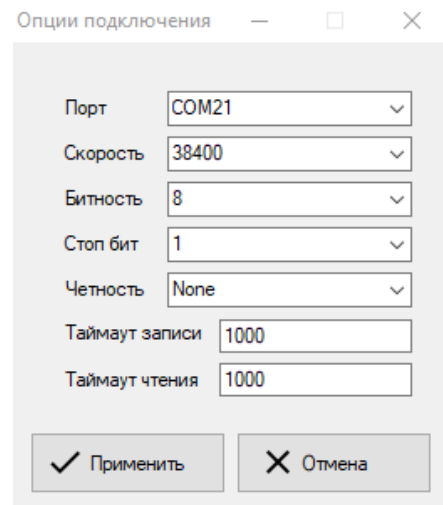 Опции подключения
Порт COM21
Скорость 38400
Битность 8
Стоп бит 1
Четность None
Таймаут записи 1000
Таймаут чтения 1000
Применить Отмена